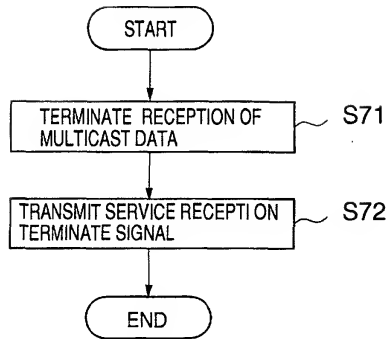 START
TERMINATE RECEPTION OF
MULTICAST DATA
S71
TRANSMIT SERVICE RECEPTI ON
TERMINATE SIGNAL
S72
END